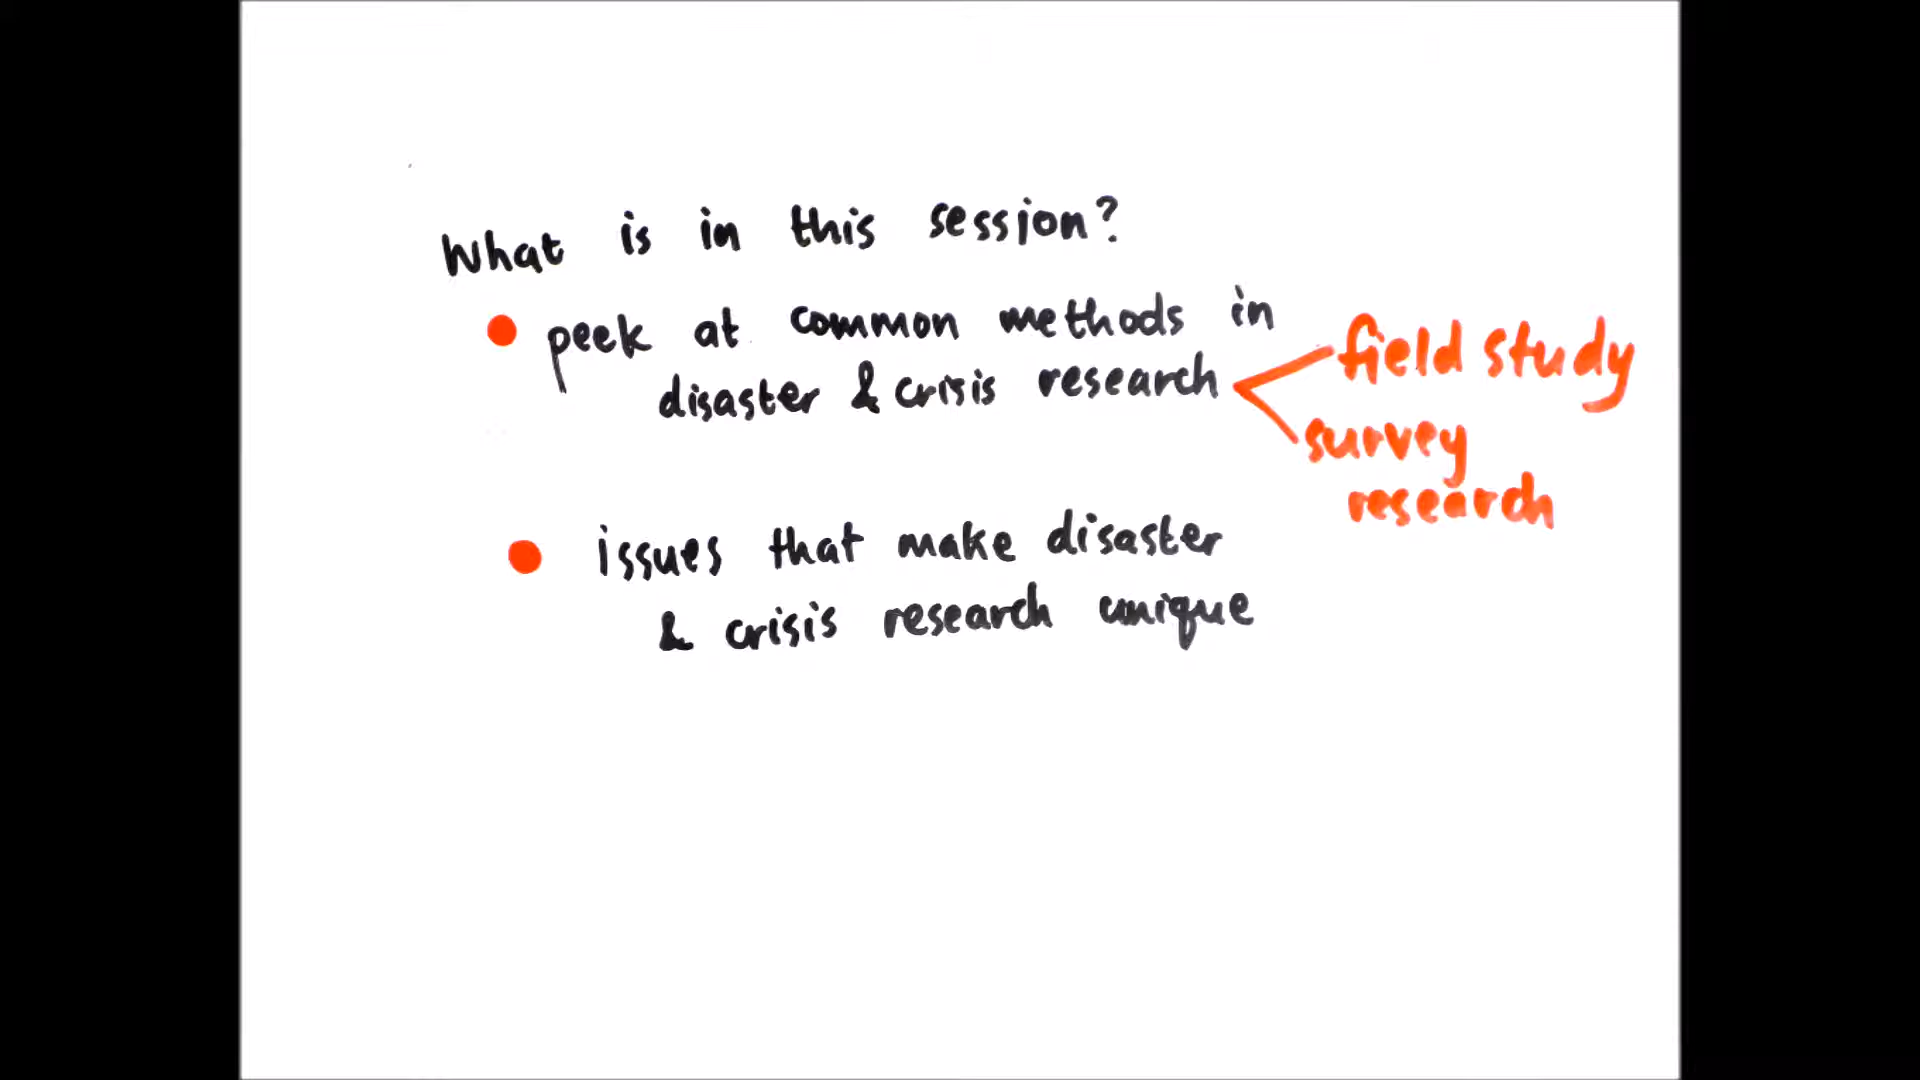 What is in this session?
peek at common methods in
disaster & crisis research
field study
survey
research
issues that make disaster
& crisis research unique